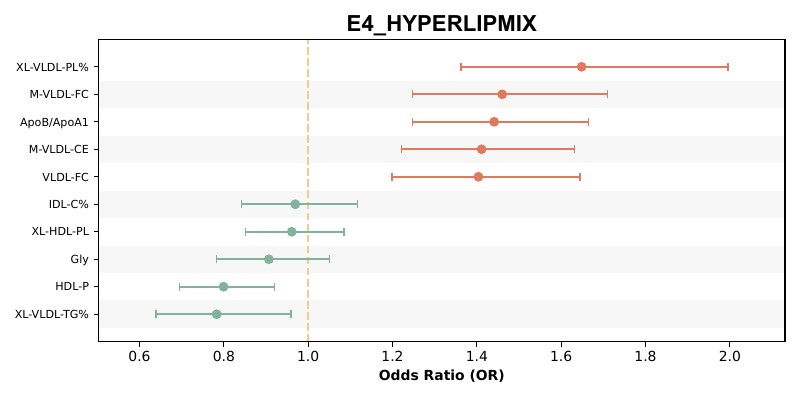 E4_HYPERLIPMIX
XL-VLDL-PL%
M-VLDL-FC
ApoB/ApoA1
M-VLDL-CE
VLDL-FC
IDL-C%
XL-HDL-PL
Gly
HDL-P
XL-VLDL-TG%
0.6 0.8 1.0 1.2 1.4 1.6 1.8 2.0
Odds Ratio (OR)